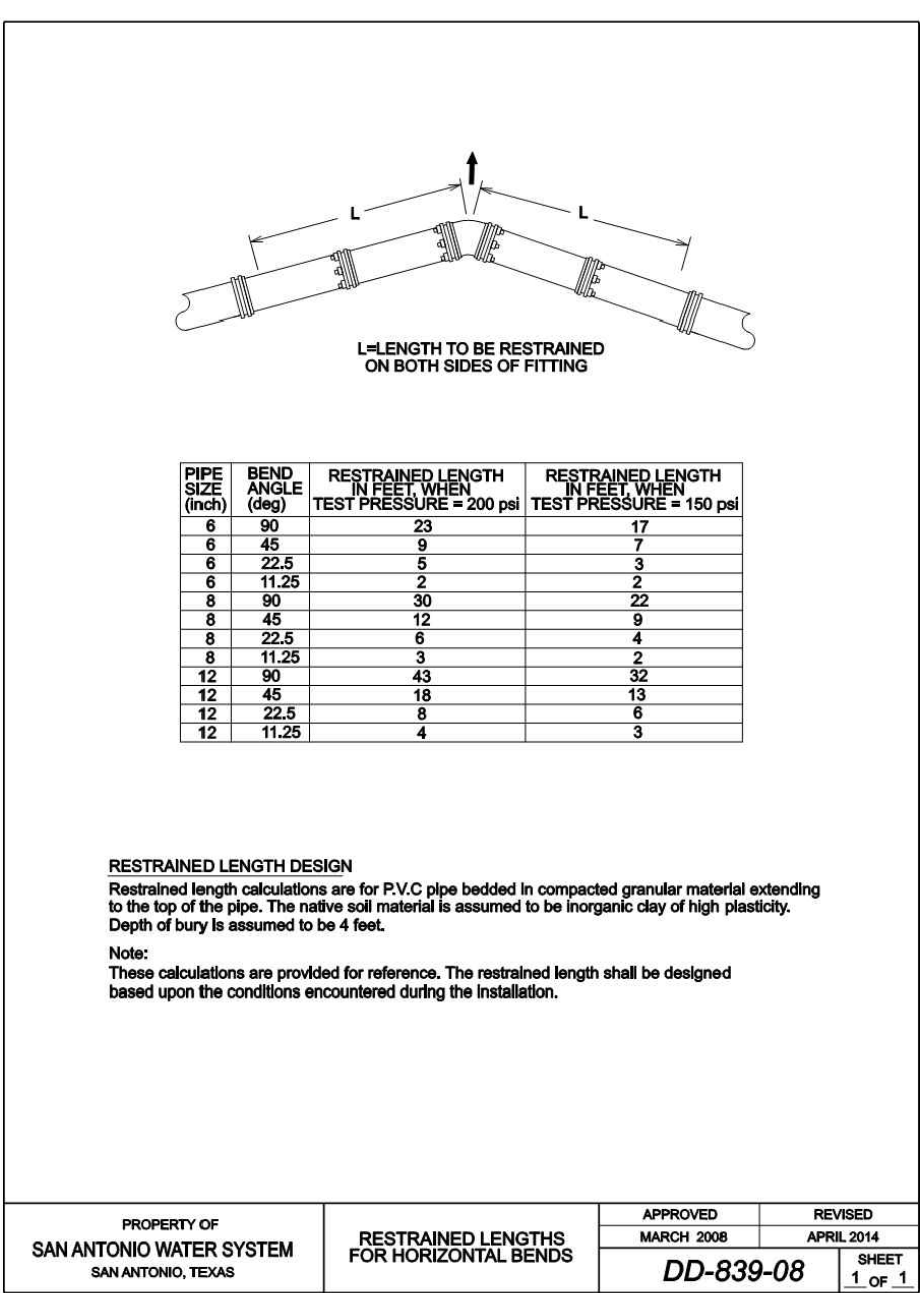 L
L
L=LENGTH TO BE RESTRAINED
ON BOTH SIDES OF FITTING
PIPE SIZE (inch) BEND ANGLE (deg) RESTRAINED LENGTH IN FEET, WHEN TEST PRESSURE = 200 psi RESTRAINED LENGTH IN FEET, WHEN TEST PRESSURE = 150 psi
6 90 23 17
6 45 9 7
6 22.5 5 3
6 11.25 2 2
8 90 30 22
8 45 12 9
8 22.5 6 4
8 11.25 3 2
12 90 43 32
12 45 18 13
12 22.5 8 6
12 11.25 4 3
RESTRAINED LENGTH DESIGN
Restrained length calculations are for P.V.C pipe bedded in compacted granular material extending
to the top of the pipe. The native soil material is assumed to be inorganic clay of high plasticity.
Depth of bury is assumed to be 4 feet.
Note:
These calculations are provided for reference. The restrained length shall be designed
based upon the conditions encountered during the installation.
PROPERTY OF
SAN ANTONIO WATER SYSTEM
SAN ANTONIO, TEXAS
RESTRAINED LENGTHS
FOR HORIZONTAL BENDS
APPROVED REVISED
MARCH 2008 APRIL 2014
DD-839-08
SHEET
1 OF 1